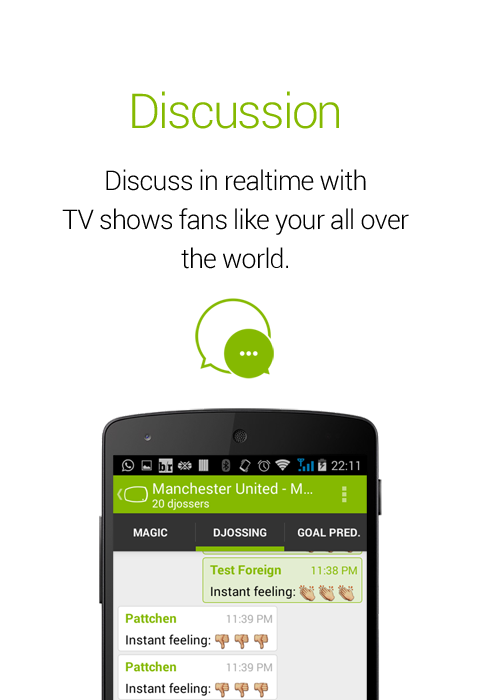 Discussion
Discuss in realtime with
TV shows fans like your all over
the world.
br
22:11
Manchester United - M...
20 djossers
MAGIC DJOSSING GOAL PRED.
Test Foreign 11:38 PM
Instant feeling: 👏👏👏
Pattchen 11:39 PM
Instant feeling: 👎👎👎
Pattchen 11:39 PM
Instant feeling: 👎👎👎